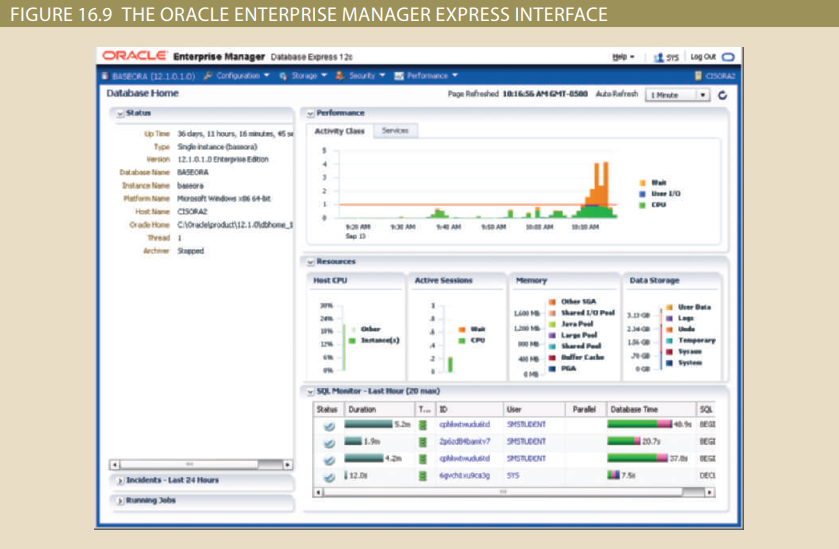 FIGURE 16.9 THE ORACLE ENTERPRISE MANAGER EXPRESS INTERFACE
ORACLE Enterprise Manager Database Express 12c
Help SYS Log Out
BASEORA (12.1.0.1.0) Configuration Storage Security Performance CISORA2
Database Home
Page Refreshed 10:16:56 AM GMT-0500 Auto Refresh 1 Minute
Status
Up Time 36 days, 11 hours, 16 minutes, 45 se
Type Single instance (baseora)
Version 12.1.0.1.0 Enterprise Edition
Database Name BASEORA
Instance Name baseora
Platform Name Microsoft Windows x86 64-bit
Host Name CISORA2
Oracle Home C:\Oracle\product\12.1.0\dbhome_1
Thread 1
Archiver Stopped
Incidents - Last 24 Hours
Running Jobs
Performance
Activity Class Services
5
4
3
2
1
0
9:20 AM 9:30 AM 9:40 AM 9:50 AM 10:00 AM 10:10 AM
Sep 13
Wait
User I/O
CPU
Resources
Host CPU
30%
24%
18%
12%
6%
0%
Other
Instance(s)
Active Sessions
1
.8
.6
.4
.2
0
Wait
CPU
Memory
1,600 MB
1,200 MB
800 MB
400 MB
0 MB
Other SGA
Shared I/O Pool
Java Pool
Large Pool
Shared Pool
Buffer Cache
PGA
Data Storage
3.13 GB
2.34 GB
1.56 GB
.78 GB
0 GB
User Data
Logs
Undo
Temporary
Sysaux
System
SQL Monitor - Last Hour (20 max)
Status Duration T... ID User Parallel Database Time SQL
5.2m SMSTUDENT 40.9s BEGI
1.9m SMSTUDENT 20.7s BEGI
4.2m SMSTUDENT 37.0s BEGI
12.0s SYS 7.5s DECL